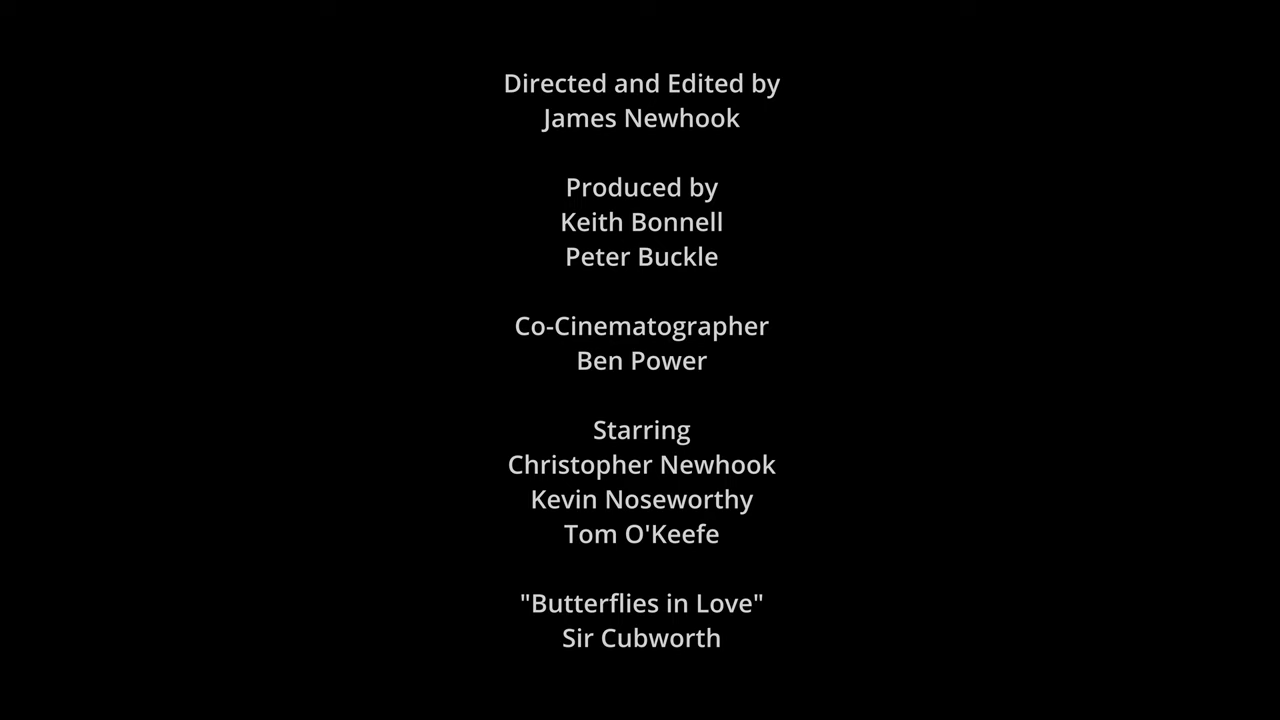 Directed and Edited by
James Newhook
Produced by
Keith Bonnell
Peter Buckle
Co-Cinematographer
Ben Power
Starring
Christopher Newhook
Kevin Noseworthy
Tom O'Keefe
"Butterflies in Love"
Sir Cubworth